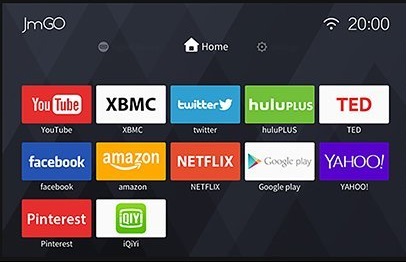 JmGO
20:00
Home
YouTube XBMC twitter huluPLUS TED
YouTube XBMC twitter huluPLUS TED
facebook amazon NETFLIX Google play YAHOO!
facebook amazon NETFLIX Google play YAHOO!
Pinterest iQIYI
Pinterest iQiYi